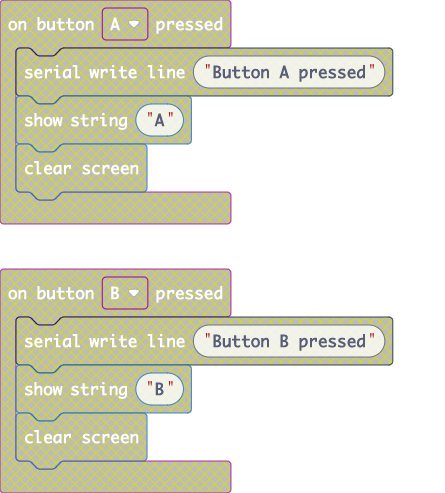 on button A pressed
serial write line "Button A pressed"
show string "A"
clear screen
on button B pressed
serial write line "Button B pressed"
show string "B"
clear screen